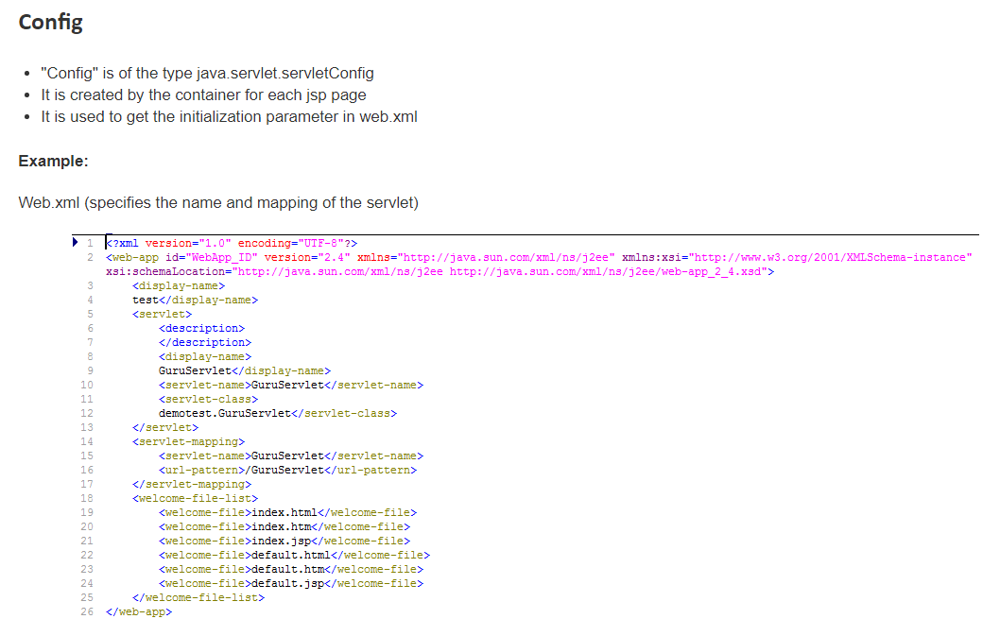 Config
• "Config" is of the type java.servlet.servletConfig
• It is created by the container for each jsp page
• It is used to get the initialization parameter in web.xml
Example:
Web.xml (specifies the name and mapping of the servlet)
1 <?xml version="1.0" encoding="UTF-8"?>
2 <web-app id="WebApp_ID" version="2.4" xmlns="http://java.sun.com/xml/ns/j2ee" xmlns:xsi="http://www.w3.org/2001/XMLSchema-instance"
xsi:schemaLocation="http://java.sun.com/xml/ns/j2ee http://java.sun.com/xml/ns/j2ee/web-app_2_4.xsd">
3 <display-name>
4 test</display-name>
5 <servlet>
6 <description>
7 </description>
8 <display-name>
9 GuruServlet</display-name>
10 <servlet-name>GuruServlet</servlet-name>
11 <servlet-class>
12 demotest.GuruServlet</servlet-class>
13 </servlet>
14 <servlet-mapping>
15 <servlet-name>GuruServlet</servlet-name>
16 <url-pattern>/GuruServlet</url-pattern>
17 </servlet-mapping>
18 <welcome-file-list>
19 <welcome-file>index.html</welcome-file>
20 <welcome-file>index.htm</welcome-file>
21 <welcome-file>index.jsp</welcome-file>
22 <welcome-file>default.html</welcome-file>
23 <welcome-file>default.htm</welcome-file>
24 <welcome-file>default.jsp</welcome-file>
25 </welcome-file-list>
26 </web-app>